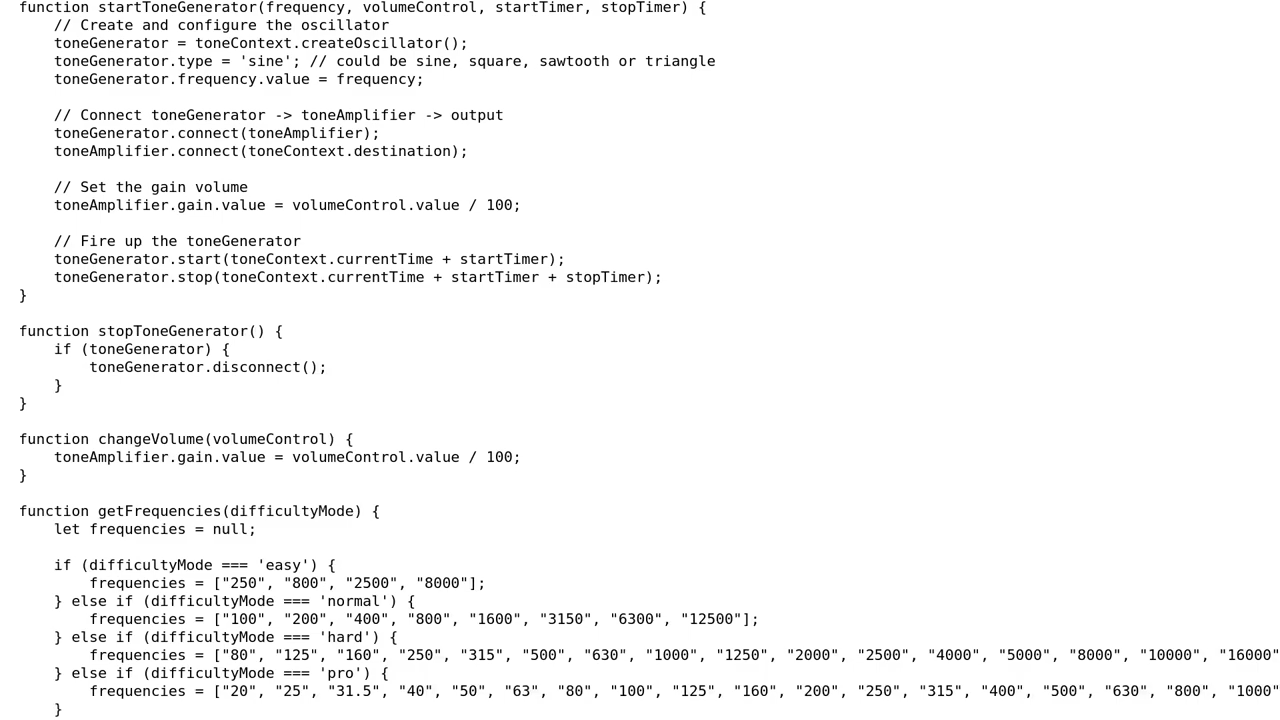 function startToneGenerator(frequency, volumeControl, startTimer, stopTimer) {
    // Create and configure the oscillator
    toneGenerator = toneContext.createOscillator();
    toneGenerator.type = 'sine'; // could be sine, square, sawtooth or triangle
    toneGenerator.frequency.value = frequency;

    // Connect toneGenerator -> toneAmplifier -> output
    toneGenerator.connect(toneAmplifier);
    toneAmplifier.connect(toneContext.destination);

    // Set the gain volume
    toneAmplifier.gain.value = volumeControl.value / 100;

    // Fire up the toneGenerator
    toneGenerator.start(toneContext.currentTime + startTimer);
    toneGenerator.stop(toneContext.currentTime + startTimer + stopTimer);
}

function stopToneGenerator() {
    if (toneGenerator) {
        toneGenerator.disconnect();
    }
}

function changeVolume(volumeControl) {
    toneAmplifier.gain.value = volumeControl.value / 100;
}

function getFrequencies(difficultyMode) {
    let frequencies = null;

    if (difficultyMode === 'easy') {
        frequencies = ["250", "800", "2500", "8000"];
    } else if (difficultyMode === 'normal') {
        frequencies = ["100", "200", "400", "800", "1600", "3150", "6300", "12500"];
    } else if (difficultyMode === 'hard') {
        frequencies = ["80", "125", "160", "250", "315", "500", "630", "1000", "1250", "2000", "2500", "4000", "5000", "8000", "10000", "16000"
    } else if (difficultyMode === 'pro') {
        frequencies = ["20", "25", "31.5", "40", "50", "63", "80", "100", "125", "160", "200", "250", "315", "400", "500", "630", "800", "1000"
    }